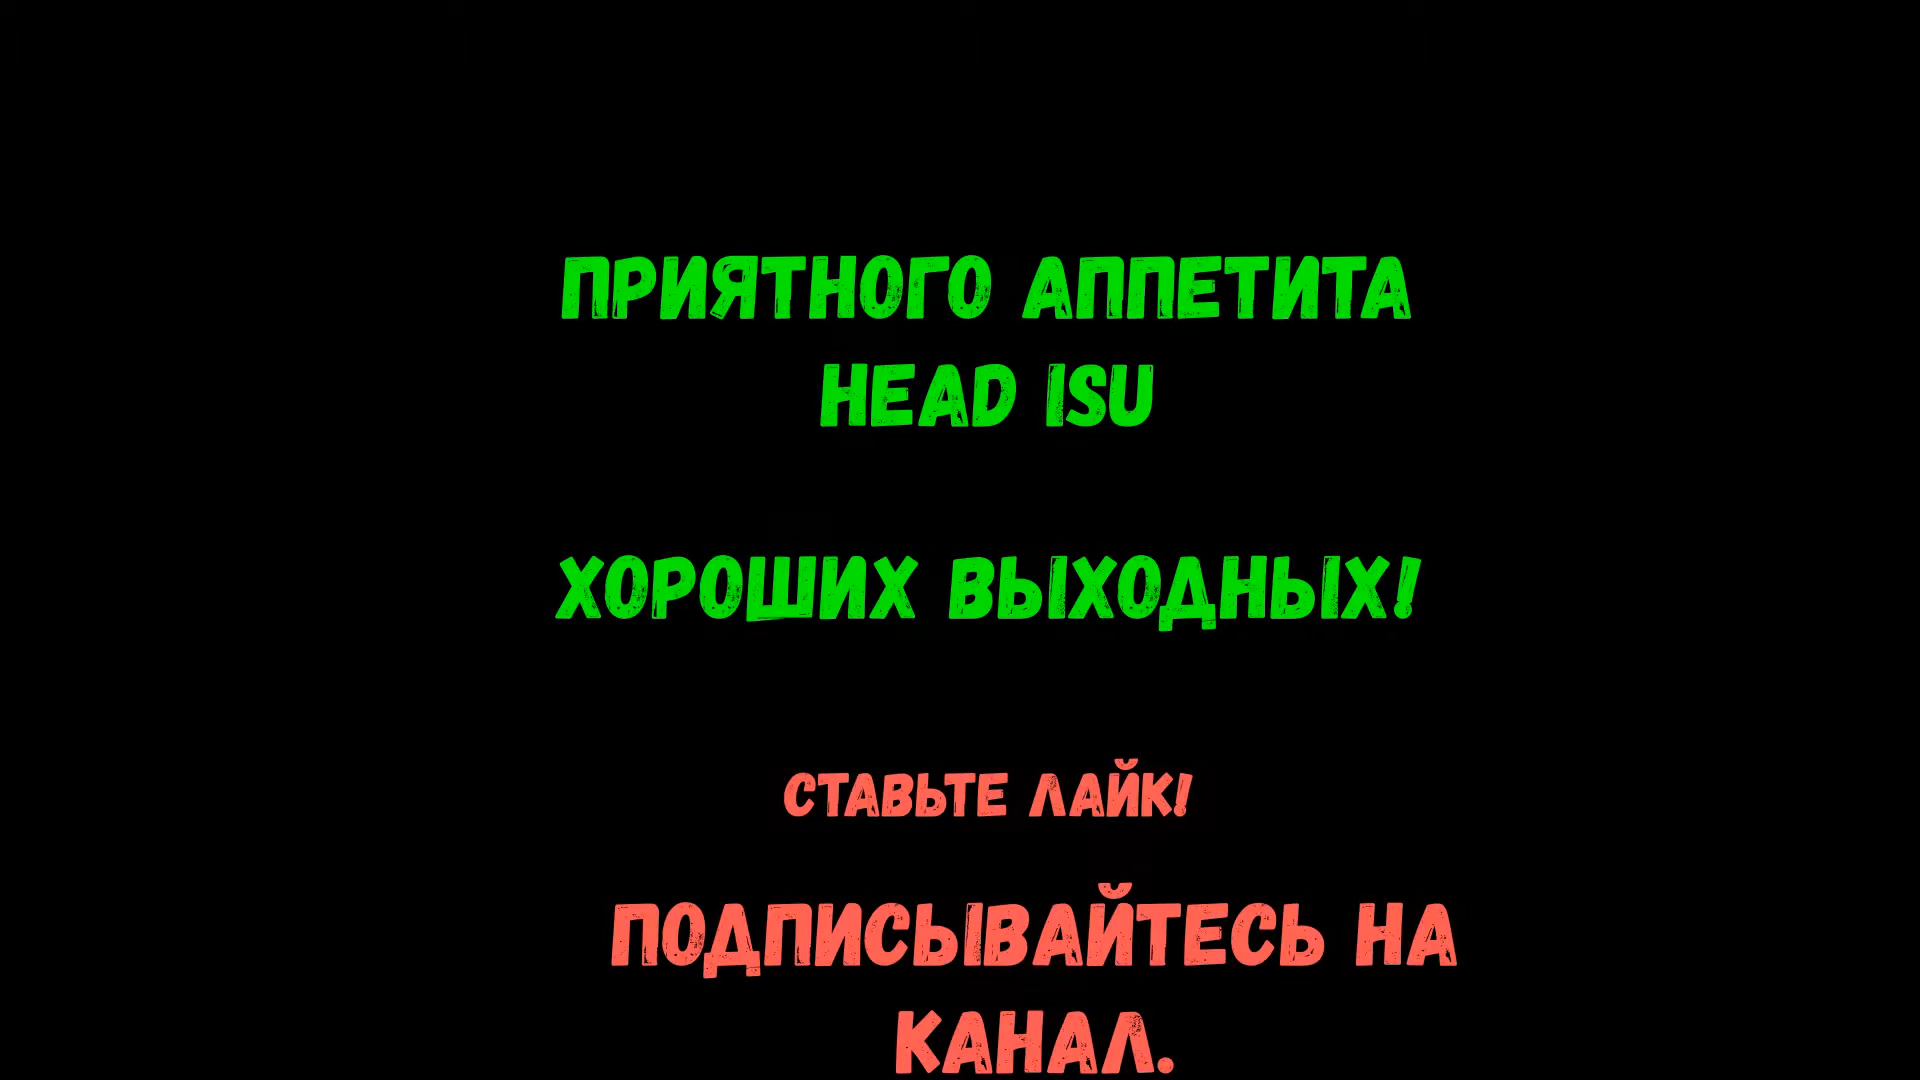 ПРИЯТНОГО АППЕТИТА
HEAD ISU
ХОРОШИХ ВЫХОДНЫХ!
СТАВЬТЕ ЛАЙК!
ПОДПИСЫВАЙТЕСЬ НА
КАНАЛ.